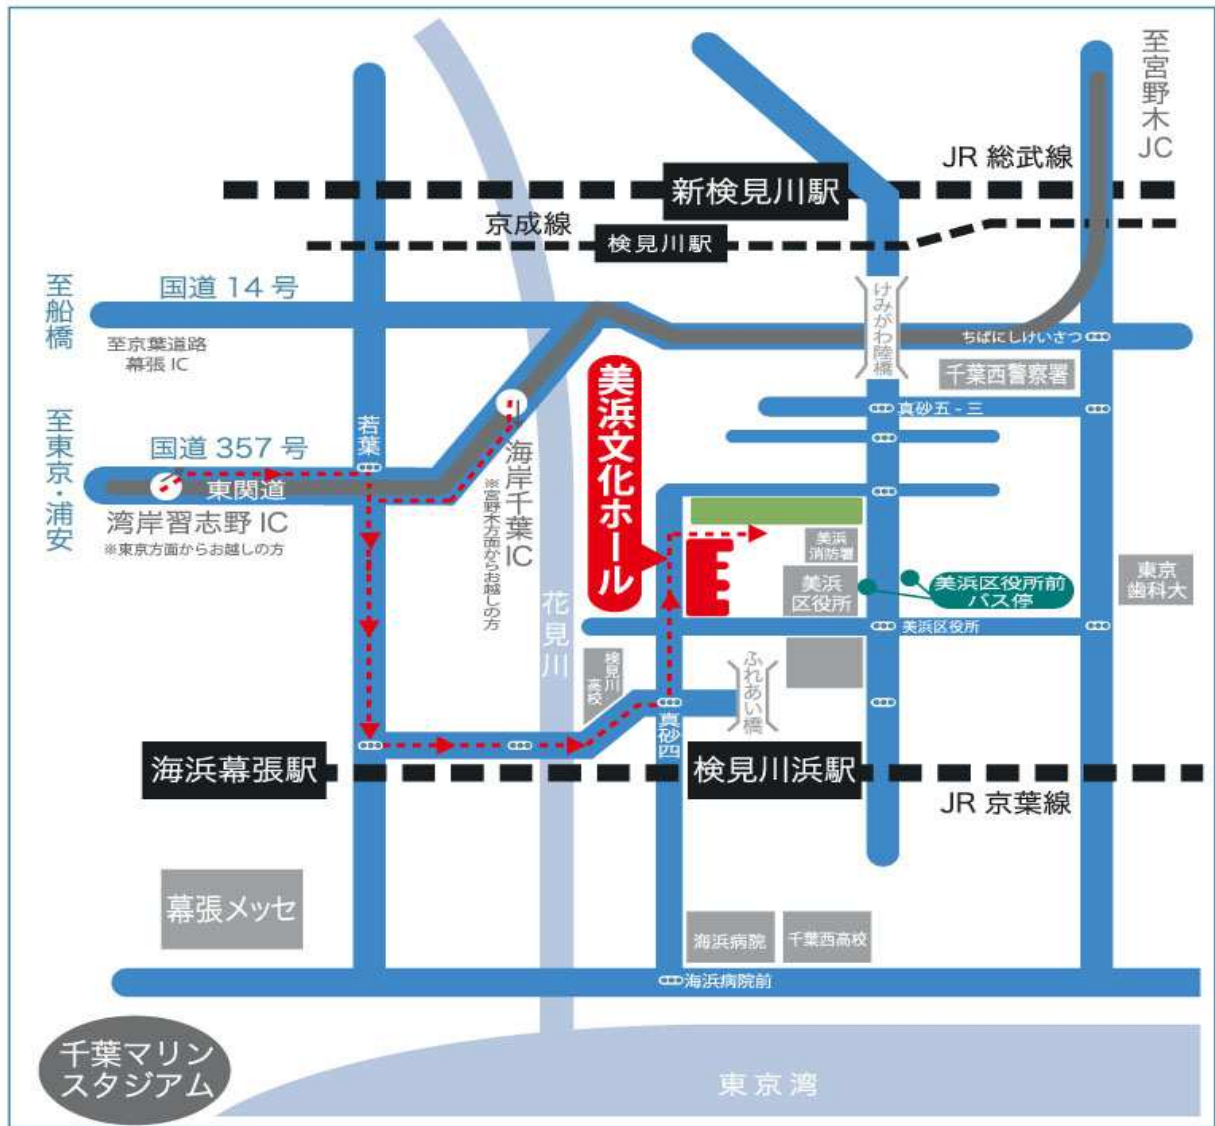 至宮野木JC
JR 総武線
新検見川駅
京成線
検見川駅
至船橋
国道 14 号
至京葉道路
幕張 IC
けみがわ陸橋
ちばにしけいさつ
千葉西警察署
真砂五 - 三
至東京・浦安
国道 357 号
若葉
東関道
湾岸習志野 IC
※東京方面からお越しの方
海岸千葉IC
※宮野木方面からお越しの方
美浜文化ホール
美浜
消防署
美浜
区役所
美浜区役所前
バス停
東京
歯科大
美浜区役所
花見川
検見川
高校
ふれあい橋
真砂四
海浜幕張駅
検見川浜駅
JR 京葉線
幕張メッセ
海浜病院
千葉西高校
海浜病院前
千葉マリン
スタジアム
東京湾